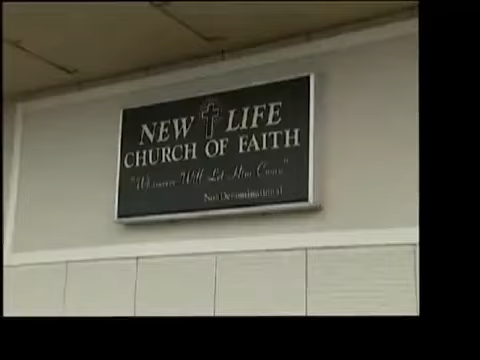 NEW LIFE
CHURCH OF FAITH
"Whosoever Will Let Him Come"
Non Denominational